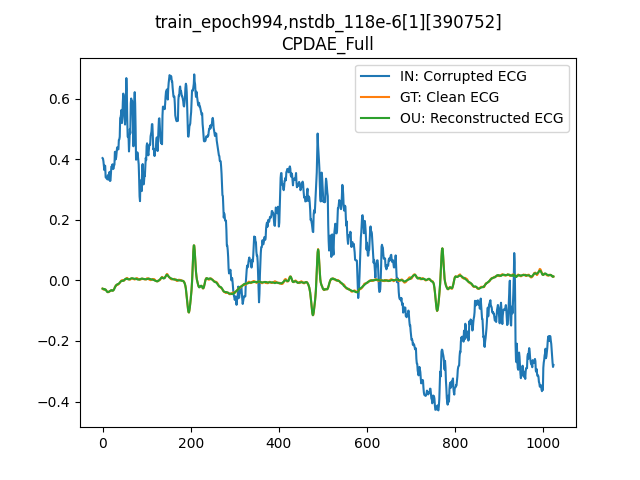 train_epoch994,nstdb_118e-6[1][390752]
CPDAE_Full
IN: Corrupted ECG
GT: Clean ECG
OU: Reconstructed ECG
0.6
0.4
0.2
0.0
−0.2
−0.4
0 200 400 600 800 1000